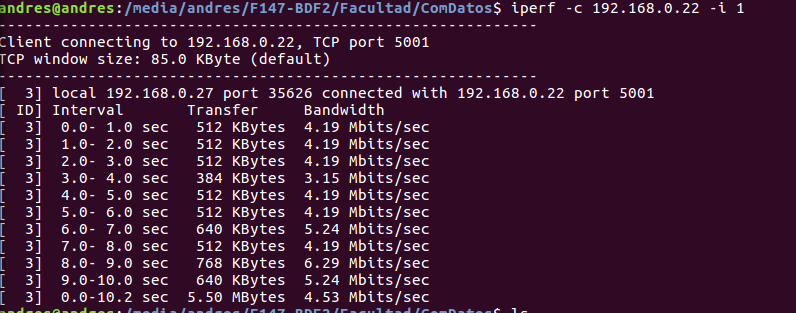 andres@andres:/media/andres/F147-BDF2/Facultad/ComDatos$ iperf -c 192.168.0.22 -i 1
------------------------------------------------------------
Client connecting to 192.168.0.22, TCP port 5001
TCP window size: 85.0 KByte (default)
------------------------------------------------------------
[  3] local 192.168.0.27 port 35626 connected with 192.168.0.22 port 5001
[ ID] Interval       Transfer     Bandwidth
[  3]  0.0- 1.0 sec   512 KBytes  4.19 Mbits/sec
[  3]  1.0- 2.0 sec   512 KBytes  4.19 Mbits/sec
[  3]  2.0- 3.0 sec   512 KBytes  4.19 Mbits/sec
[  3]  3.0- 4.0 sec   384 KBytes  3.15 Mbits/sec
[  3]  4.0- 5.0 sec   512 KBytes  4.19 Mbits/sec
[  3]  5.0- 6.0 sec   512 KBytes  4.19 Mbits/sec
[  3]  6.0- 7.0 sec   640 KBytes  5.24 Mbits/sec
[  3]  7.0- 8.0 sec   512 KBytes  4.19 Mbits/sec
[  3]  8.0- 9.0 sec   768 KBytes  6.29 Mbits/sec
[  3]  9.0-10.0 sec   640 KBytes  5.24 Mbits/sec
[  3]  0.0-10.2 sec  5.50 MBytes  4.53 Mbits/sec
andres@andres:/media/andres/F147-BDF2/Facultad/ComDatos$ ls